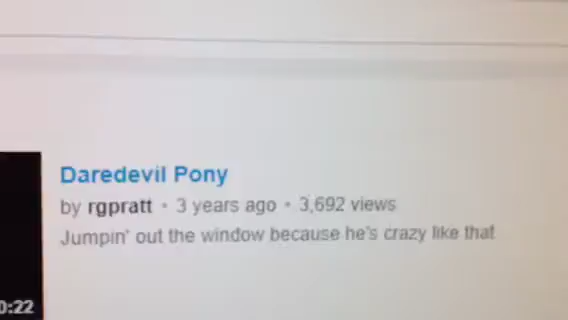 Daredevil Pony
by rgpratt • 3 years ago • 3,692 views
Jumpin' out the window because he's crazy like that
0:22